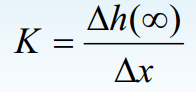 K = Δh(∞) / Δx